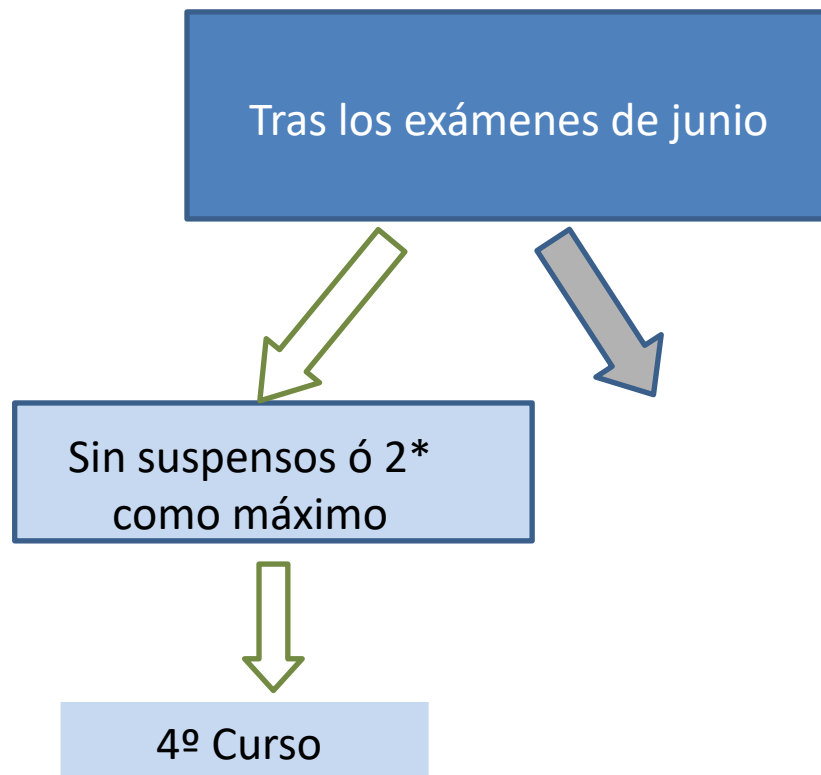 Tras los exámenes de junio
Sin suspensos ó 2*
como máximo
4º Curso